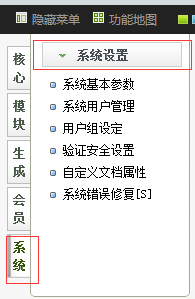 隐藏菜单 功能地图
核心
模块
生成
会员
系统
系统设置
系统基本参数
系统用户管理
用户组设定
验证安全设置
自定义文档属性
系统错误修复[S]